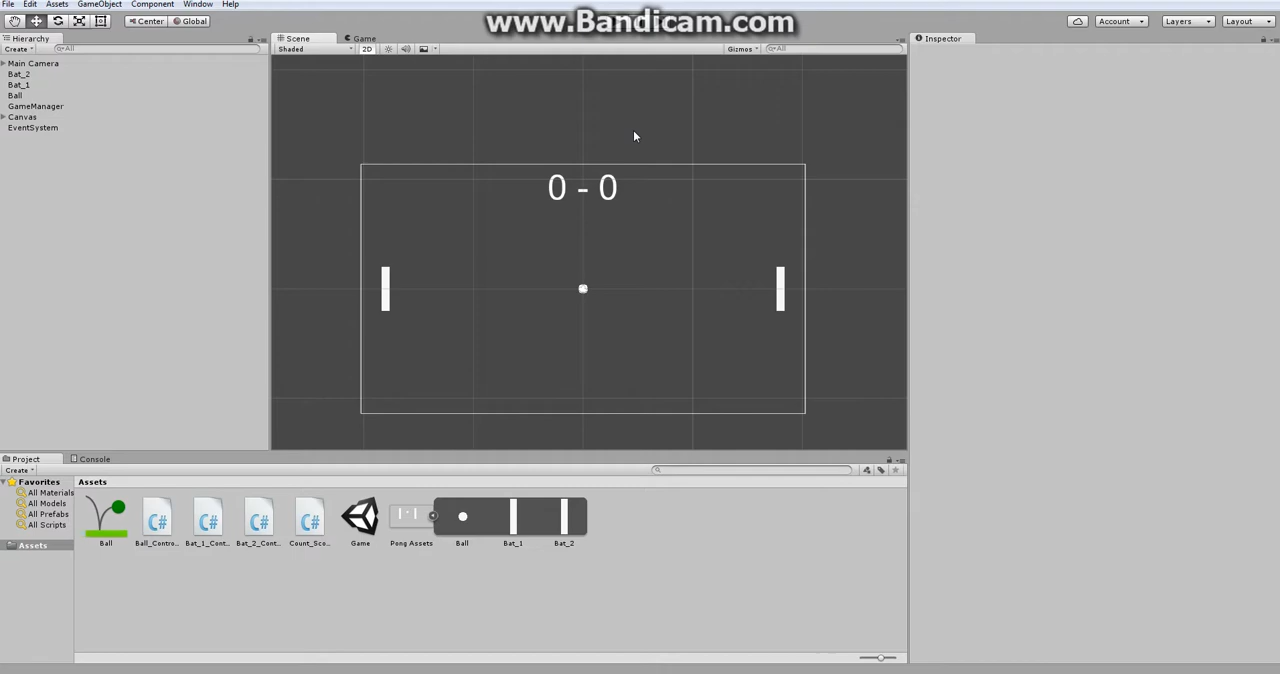 www.Bandicam.com
File Edit Assets GameObject Component Window Help
Center Global Account Layers Layout
Hierarchy
Create All
Main Camera
Bat_2
Bat_1
Ball
GameManager
Canvas
EventSystem
Scene Game
Shaded 2D Gizmos All
0 - 0
Inspector
Project Console
Create
Favorites
All Materials
All Models
All Prefabs
All Scripts
Assets
Assets
Ball Ball_Contro... Bat_1_Cont... Bat_2_Cont... Count_Sco... Game Pong Assets Ball Bat_1 Bat_2
C# C# C# C#